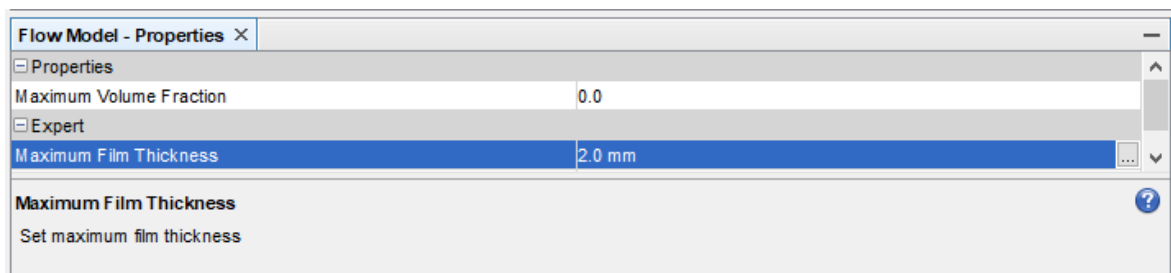 Flow Model - Properties ×
Properties
Maximum Volume Fraction 0.0
Expert
Maximum Film Thickness 2.0 mm ...
Maximum Film Thickness ?
Set maximum film thickness